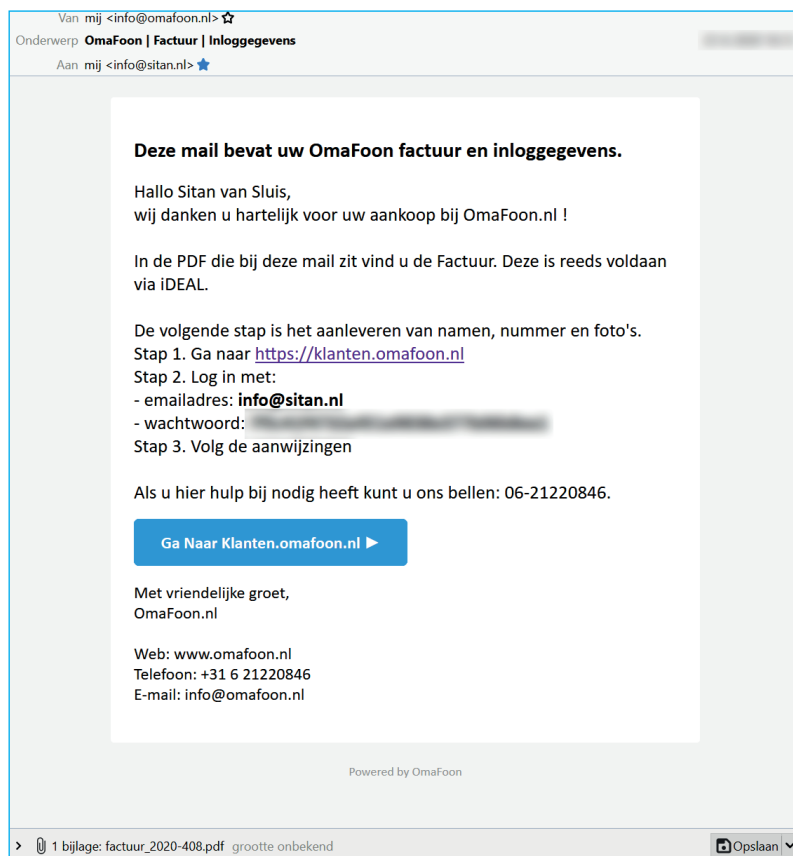 Van mij <info@omafoon.nl>
Onderwerp OmaFoon | Factuur | Inloggegevens
Aan mij <info@sitan.nl>
Deze mail bevat uw OmaFoon factuur en inloggegevens.
Hallo Sitan van Sluis,
wij danken u hartelijk voor uw aankoop bij OmaFoon.nl !
In de PDF die bij deze mail zit vind u de Factuur. Deze is reeds voldaan
via iDEAL.
De volgende stap is het aanleveren van namen, nummer en foto's.
Stap 1. Ga naar https://klanten.omafoon.nl
Stap 2. Log in met:
- emailadres: info@sitan.nl
- wachtwoord:
Stap 3. Volg de aanwijzingen
Als u hier hulp bij nodig heeft kunt u ons bellen: 06-21220846.
Ga Naar Klanten.omafoon.nl ►
Met vriendelijke groet,
OmaFoon.nl
Web: www.omafoon.nl
Telefoon: +31 6 21220846
E-mail: info@omafoon.nl
Powered by OmaFoon
1 bijlage: factuur_2020-408.pdf grootte onbekend Opslaan